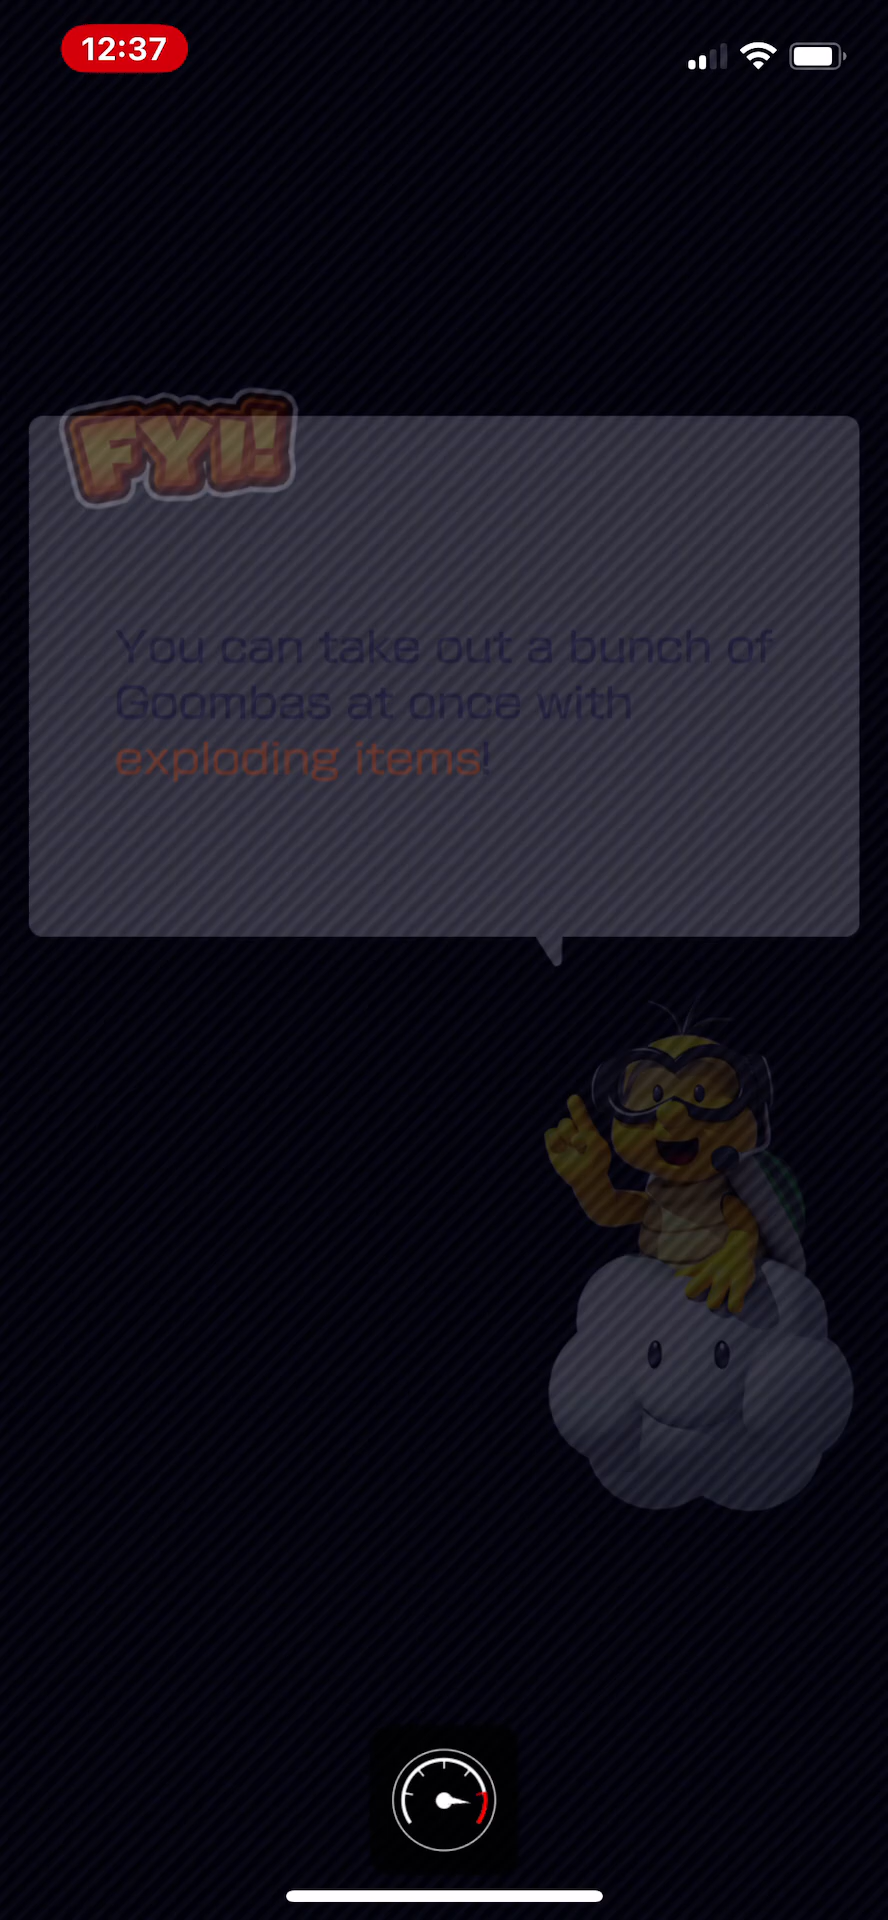 12:37
FYI!
You can take out a bunch of
Goombas at once with
exploding items!